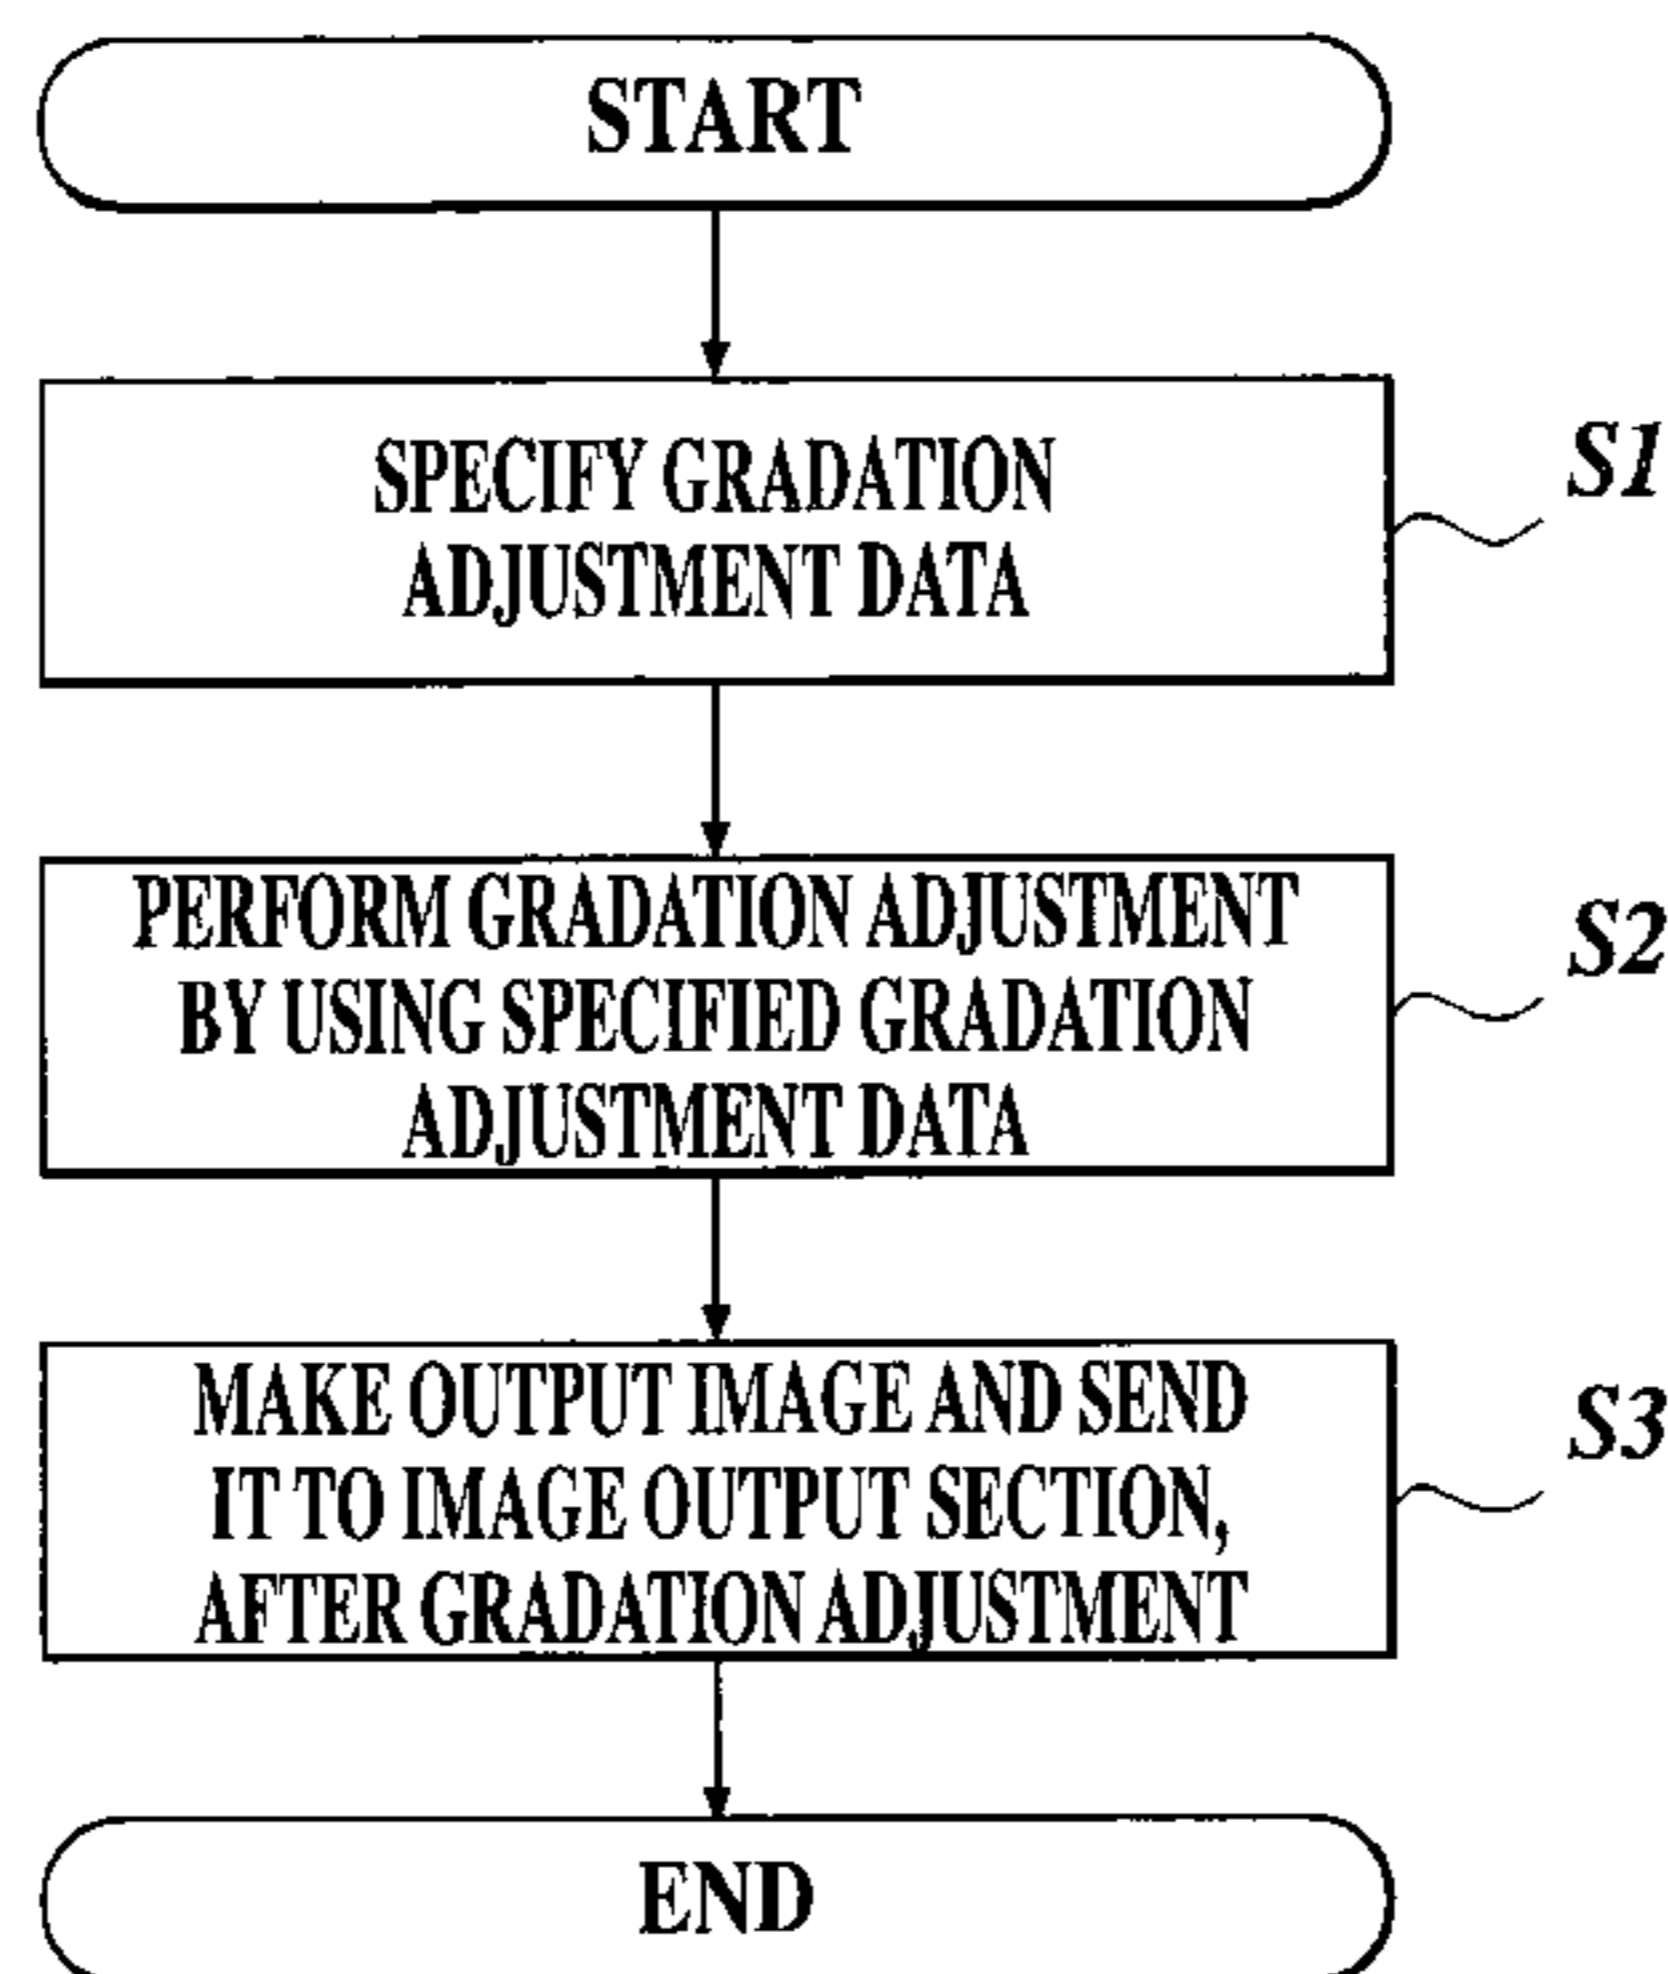 START
SPECIFY GRADATION
ADJUSTMENT DATA
S1
PERFORM GRADATION ADJUSTMENT
BY USING SPECIFIED GRADATION
ADJUSTMENT DATA
S2
MAKE OUTPUT IMAGE AND SEND
IT TO IMAGE OUTPUT SECTION,
AFTER GRADATION ADJUSTMENT
S3
END